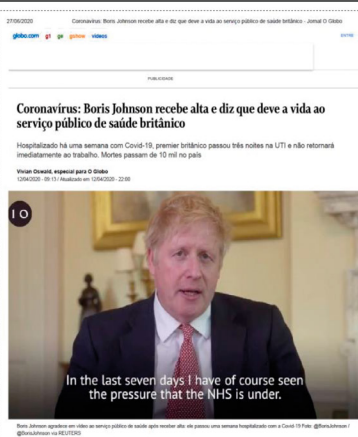 27/06/2020 Coronavírus: Boris Johnson recebe alta e diz que deve a vida ao serviço público de saúde britânico - Jornal O Globo
globo.com g1 ge gshow vídeos ENTRE
PUBLICIDADE
Coronavírus: Boris Johnson recebe alta e diz que deve a vida ao
serviço público de saúde britânico
Hospitalizado há uma semana com Covid-19, premier britânico passou três noites na UTI e não retornará
imediatamente ao trabalho. Mortes passam de 10 mil no país
Vivian Oswald, especial para O Globo
12/04/2020 - 09:13 / Atualizado em 12/04/2020 - 22:00
10
In the last seven days I have of course seen
the pressure that the NHS is under.
Boris Johnson agradece em vídeo ao serviço público de saúde após receber alta: ele passou uma semana hospitalizado com a Covid-19 Foto: @BorisJohnson /
@BorisJohnson via REUTERS